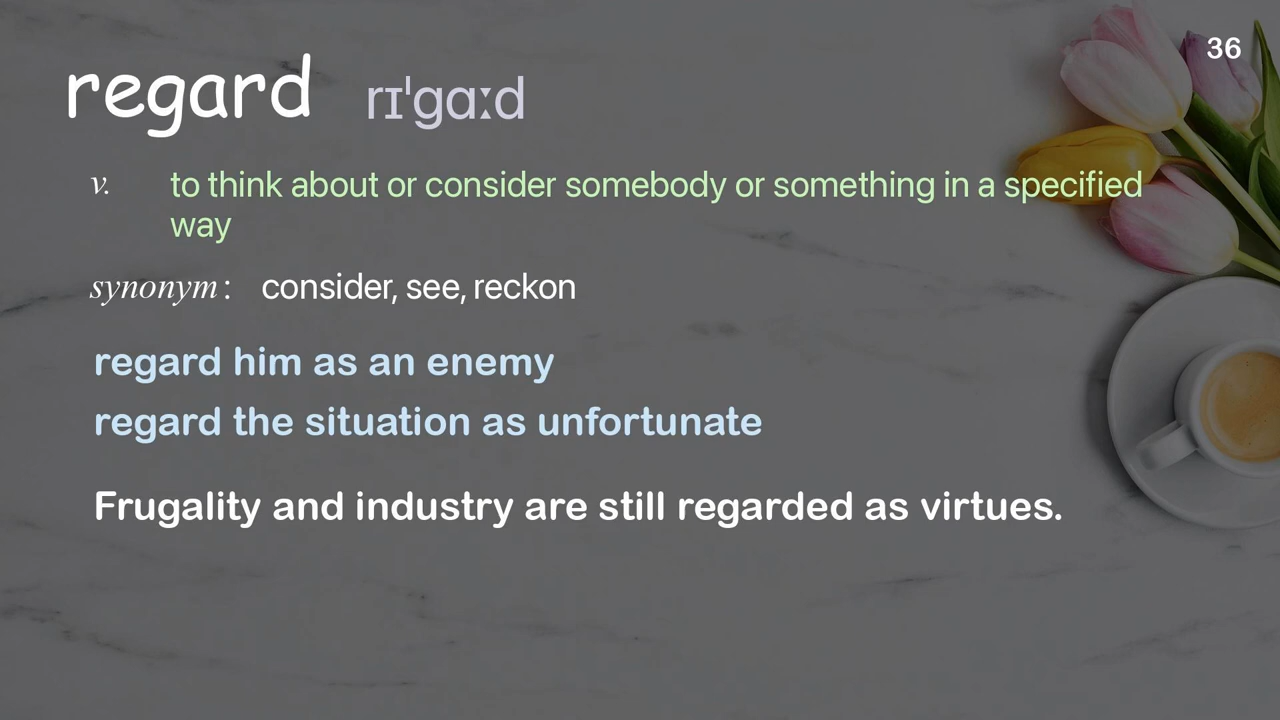 36
regard rɪˈɡɑːd
v. to think about or consider somebody or something in a specified
way
synonym: consider, see, reckon
regard him as an enemy
regard the situation as unfortunate
Frugality and industry are still regarded as virtues.